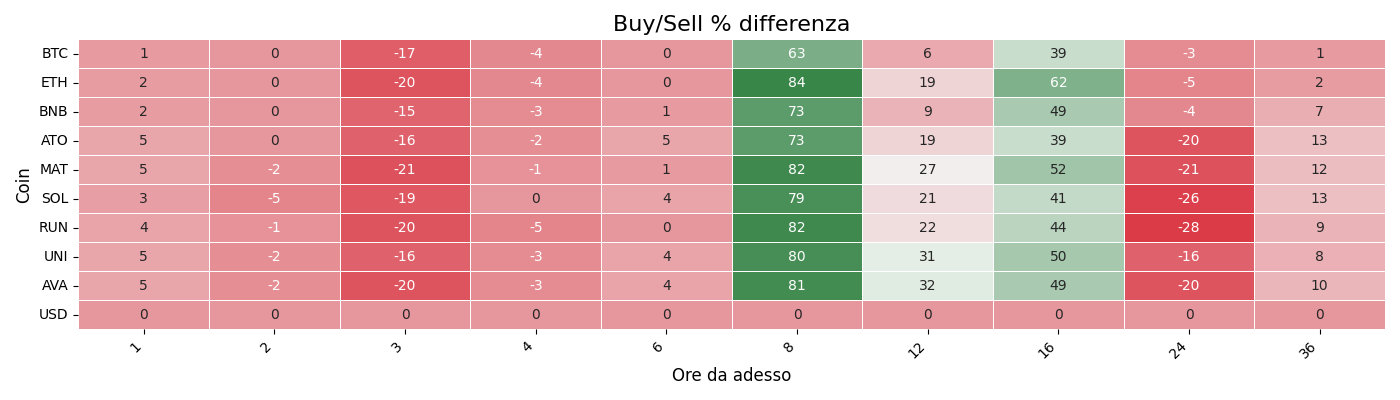 Buy/Sell % differenza
Coin
BTC 1 0 -17 -4 0 63 6 39 -3 1
ETH 2 0 -20 -4 0 84 19 62 -5 2
BNB 2 0 -15 -3 1 73 9 49 -4 7
ATO 5 0 -16 -2 5 73 19 39 -20 13
MAT 5 -2 -21 -1 1 82 27 52 -21 12
SOL 3 -5 -19 0 4 79 21 41 -26 13
RUN 4 -1 -20 -5 0 82 22 44 -28 9
UNI 5 -2 -16 -3 4 80 31 50 -16 8
AVA 5 -2 -20 -3 4 81 32 49 -20 10
USD 0 0 0 0 0 0 0 0 0 0
1 2 3 4 6 8 12 16 24 36
Ore da adesso